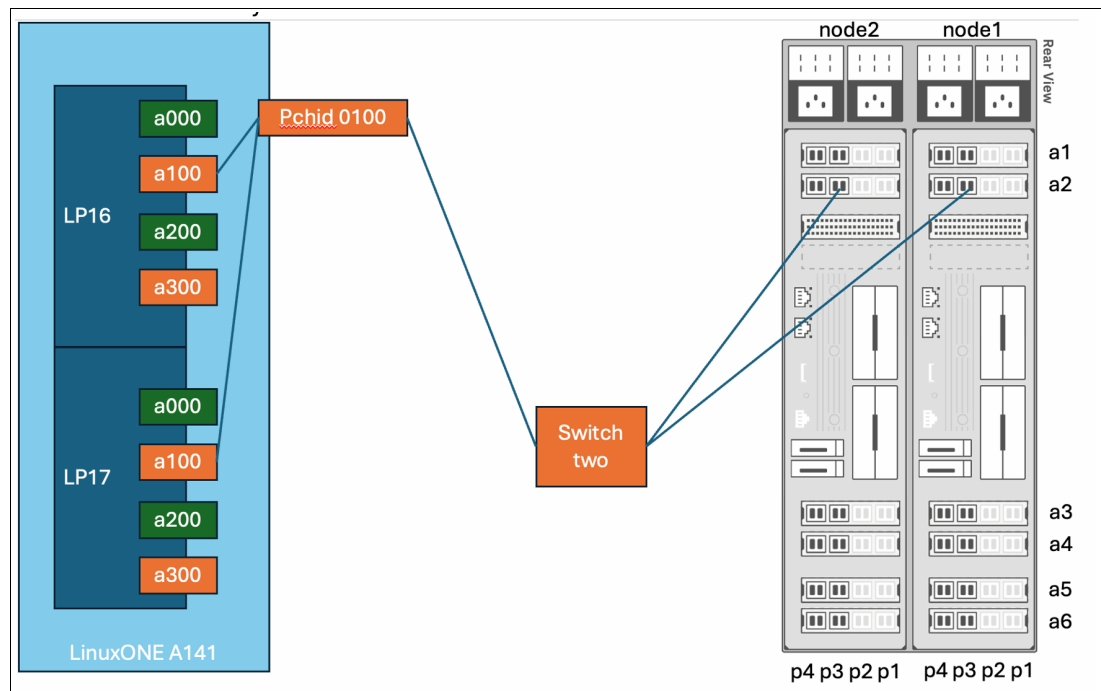 node2 node1
Rear View
LP16
a000
a100
a200
a300
Pchid 0100
LP17
a000
a100
a200
a300
LinuxONE A141
Switch
two
a1
a2
a3
a4
a5
a6
p4 p3 p2 p1 p4 p3 p2 p1